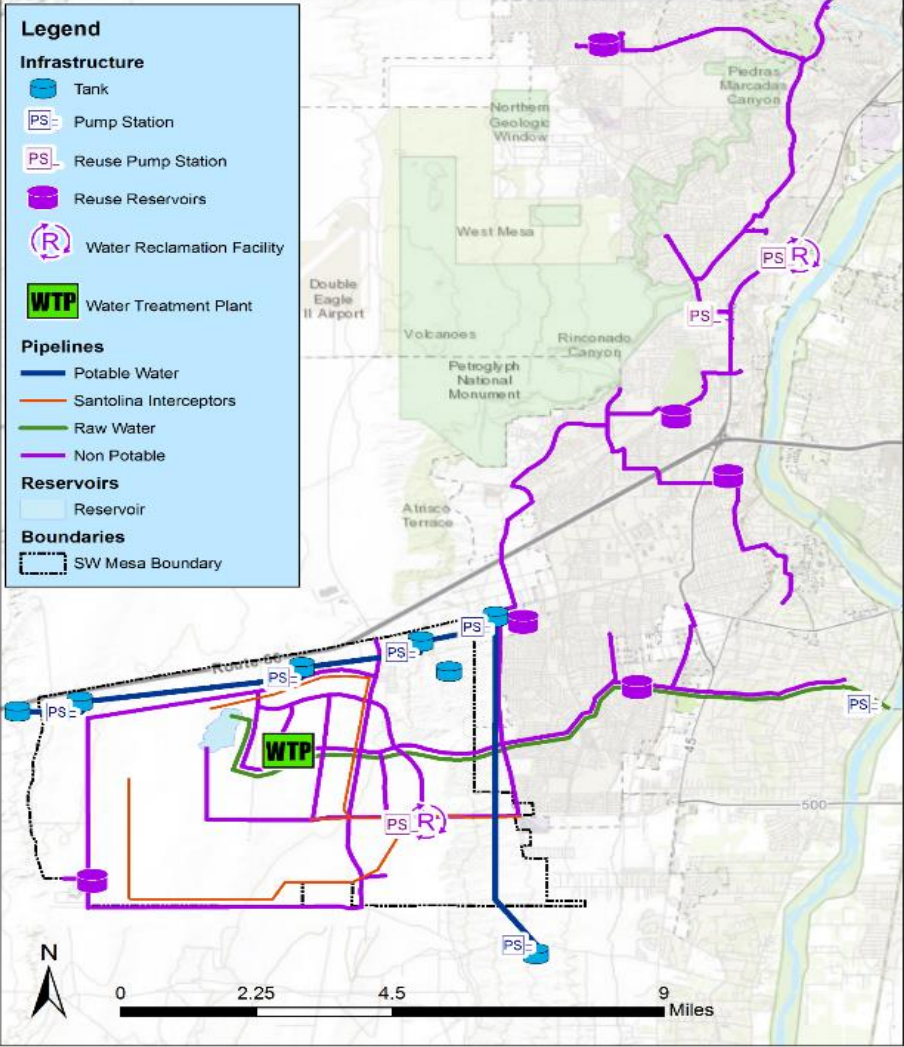 Legend
Infrastructure
Tank
PS Pump Station
PS Reuse Pump Station
Reuse Reservoirs
R Water Reclamation Facility
WTP Water Treatment Plant
Pipelines
Potable Water
Santolina Interceptors
Raw Water
Non Potable
Reservoirs
Reservoir
Boundaries
SW Mesa Boundary
Piedras
Marcadas
Canyon
Northern
Geologic
Window
West Mesa
PS R
Double
Eagle
II Airport
PS
Volcanoes
Rinconado
Canyon
Petroglyph
National
Monument
Atrisco
Terrace
PS
PS
Route
PS
PS
PS
45
WTP
500
PS R
PS
N
0 2.25 4.5 9
Miles